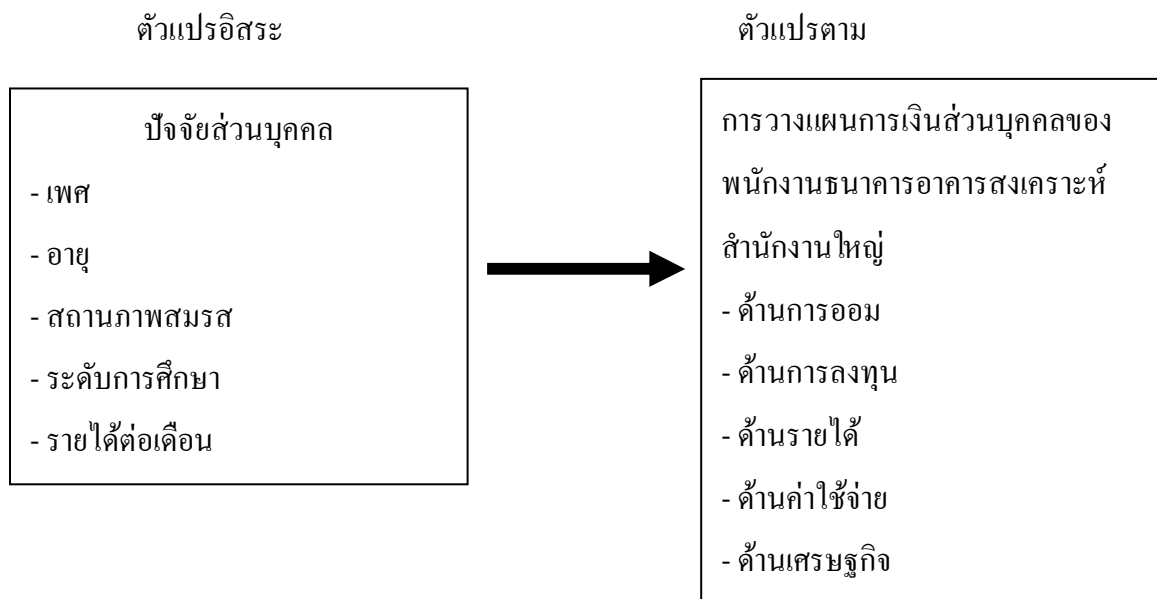 ตัวแปรอิสระ
ตัวแปรตาม
ปัจจัยส่วนบุคคล
- เพศ
- อายุ
- สถานภาพสมรส
- ระดับการศึกษา
- รายได้ต่อเดือน
การวางแผนการเงินส่วนบุคคลของ
พนักงานธนาคารอาคารสงเคราะห์
สำนักงานใหญ่
- ด้านการออม
- ด้านการลงทุน
- ด้านรายได้
- ด้านค่าใช้จ่าย
- ด้านเศรษฐกิจ